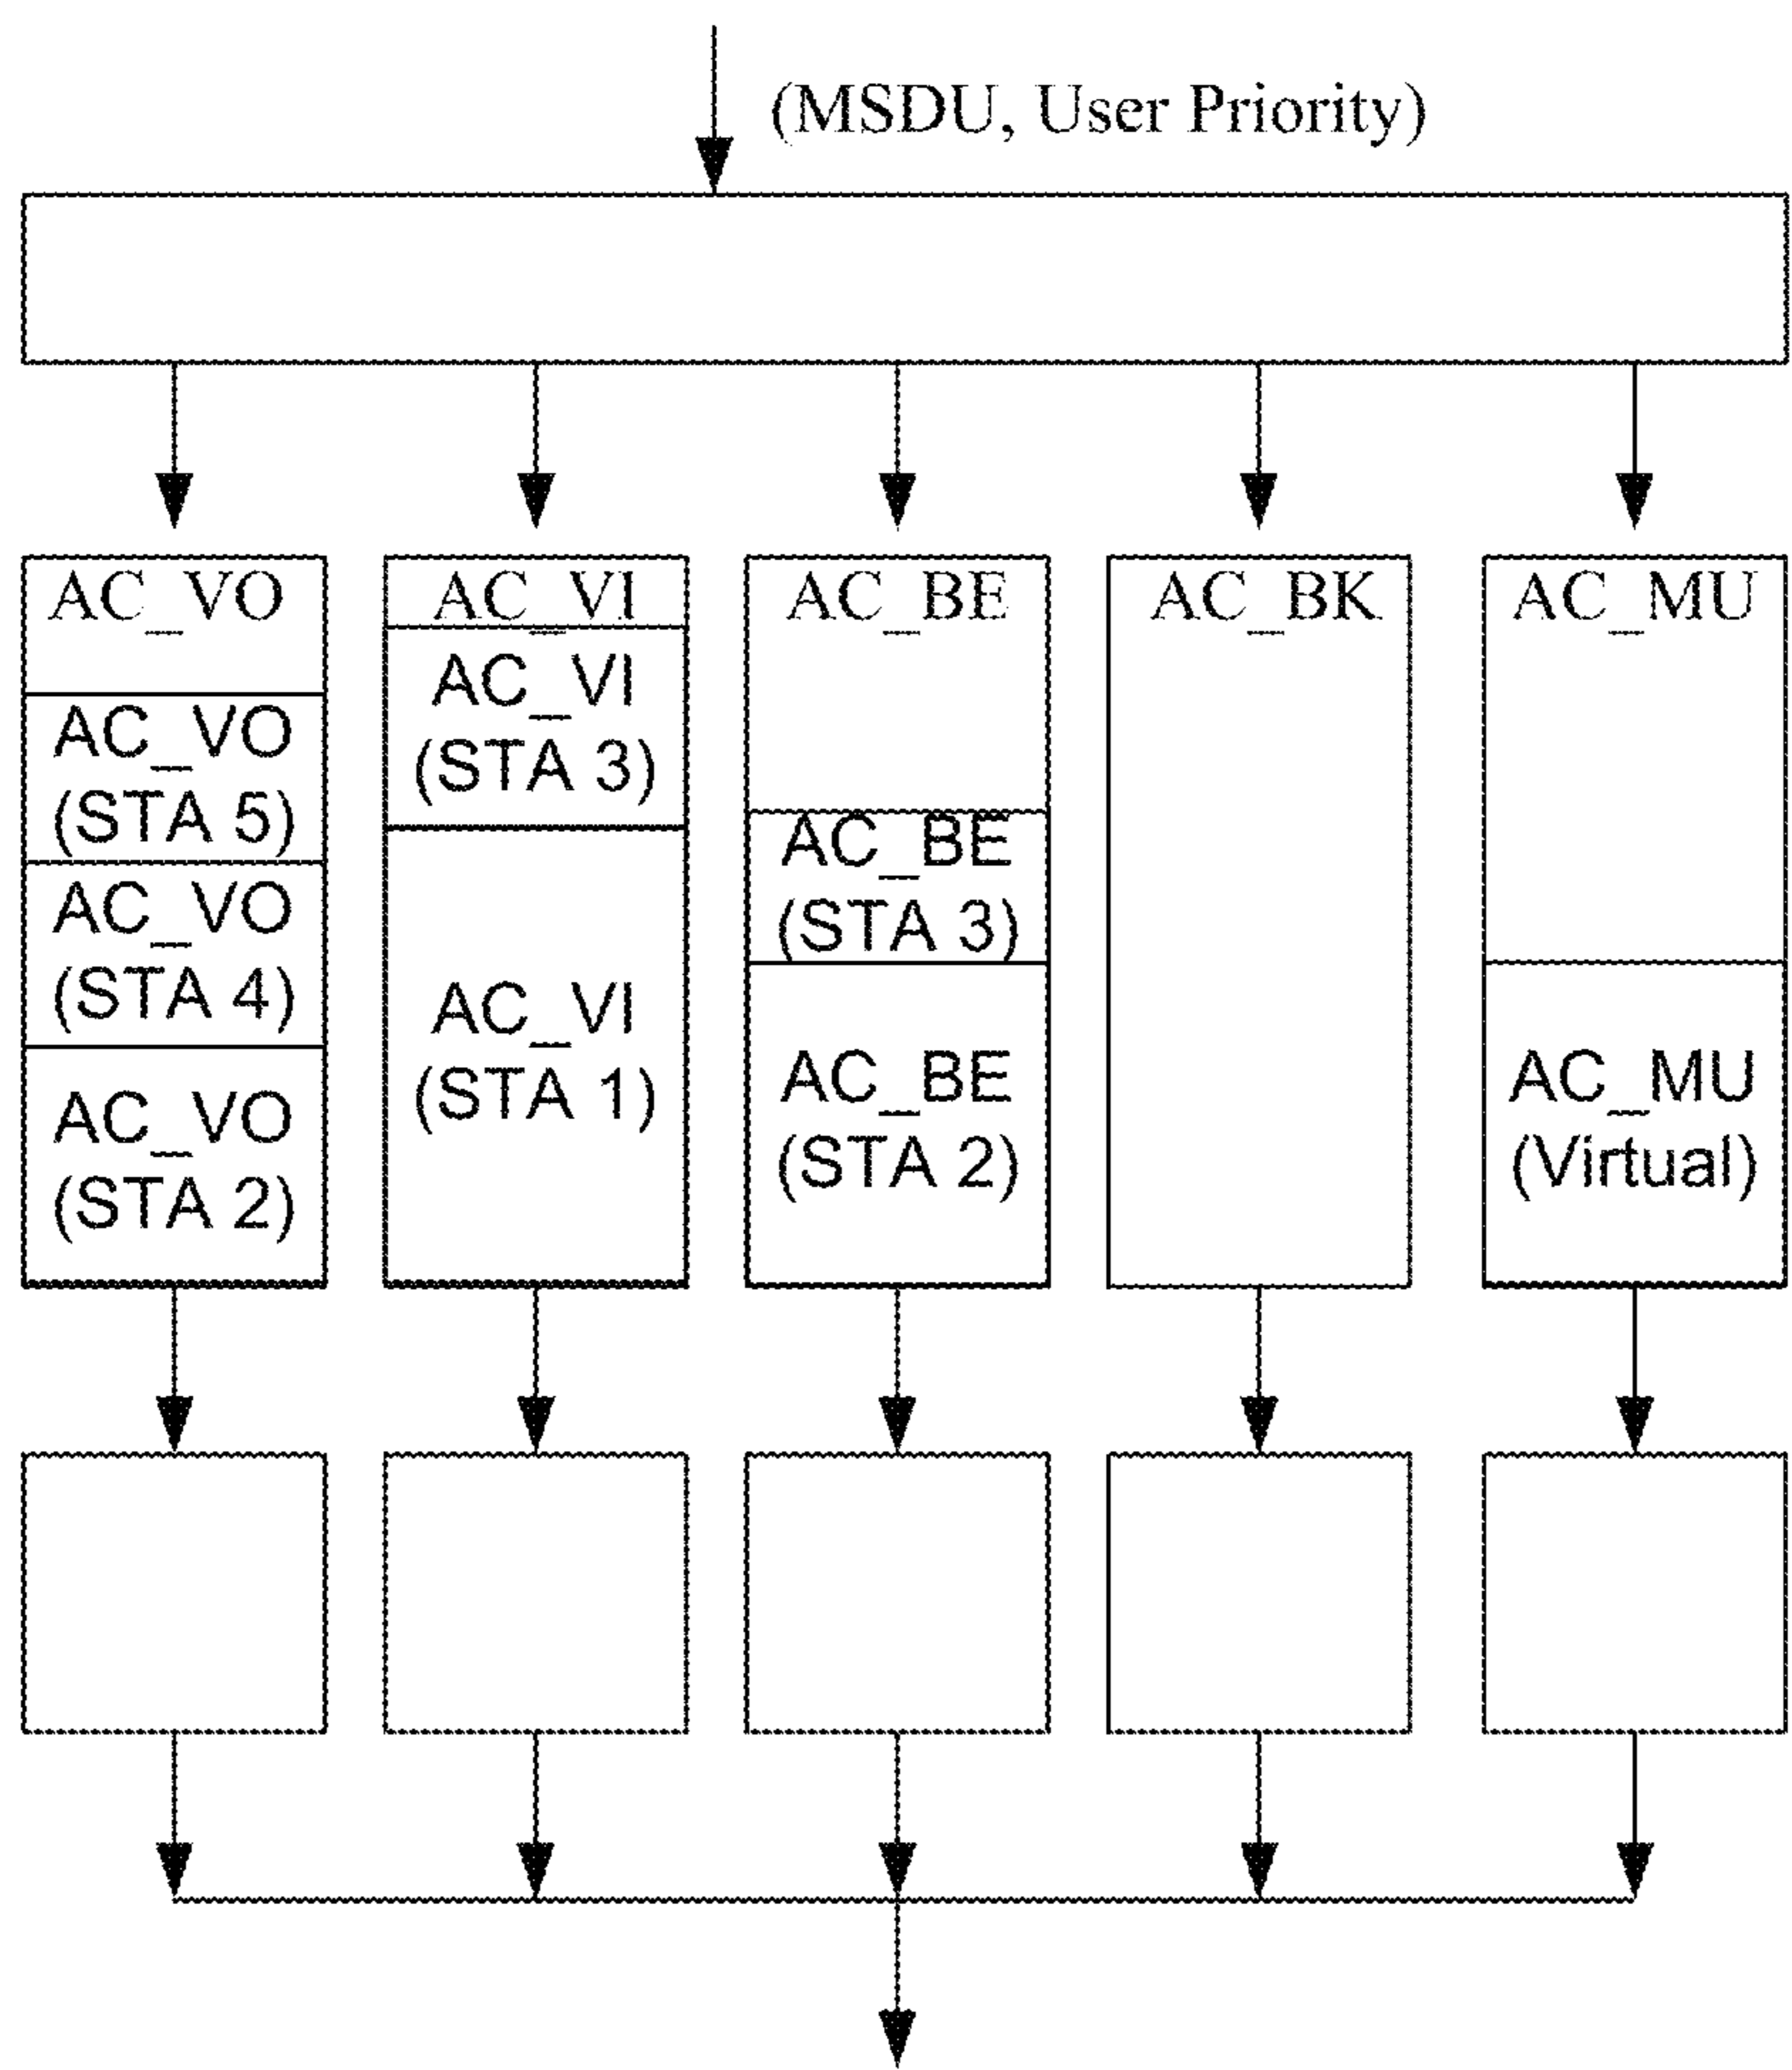 (MSDU, User Priority)
AC_VO
AC_VI
AC_BE
AC_BK
AC_MU
AC_VO
(STA 5)
AC_VO
(STA 4)
AC_VO
(STA 2)
AC_VI
(STA 3)
AC_VI
(STA 1)
AC_BE
(STA 3)
AC_BE
(STA 2)
AC_MU
(Virtual)